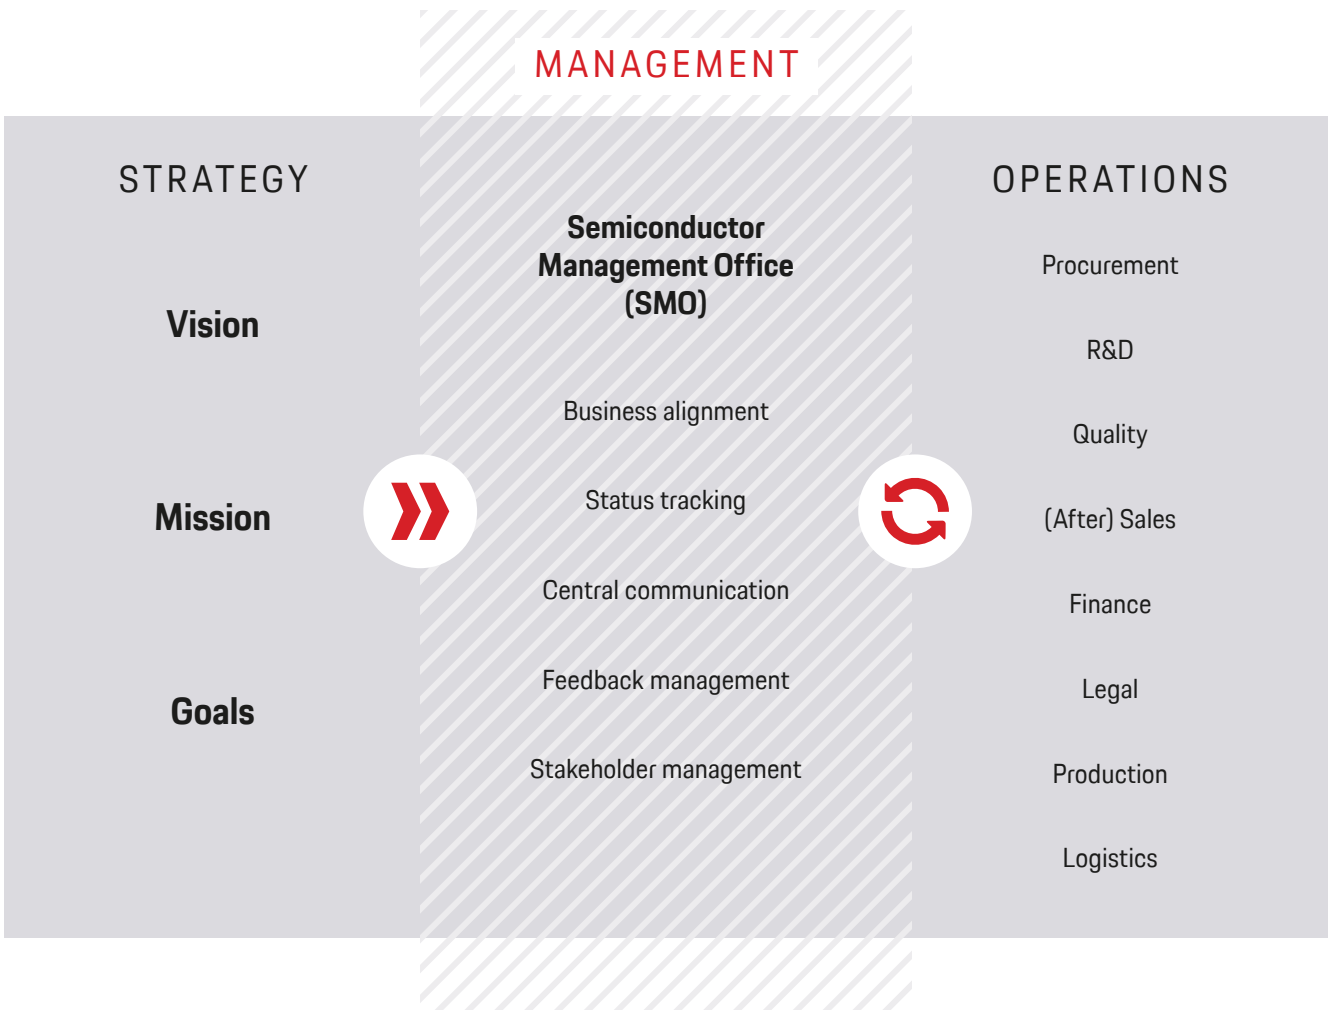 MANAGEMENT
STRATEGY
Vision
Mission
Goals
Semiconductor
Management Office
(SMO)
Business alignment
Status tracking
Central communication
Feedback management
Stakeholder management
OPERATIONS
Procurement
R&D
Quality
(After) Sales
Finance
Legal
Production
Logistics